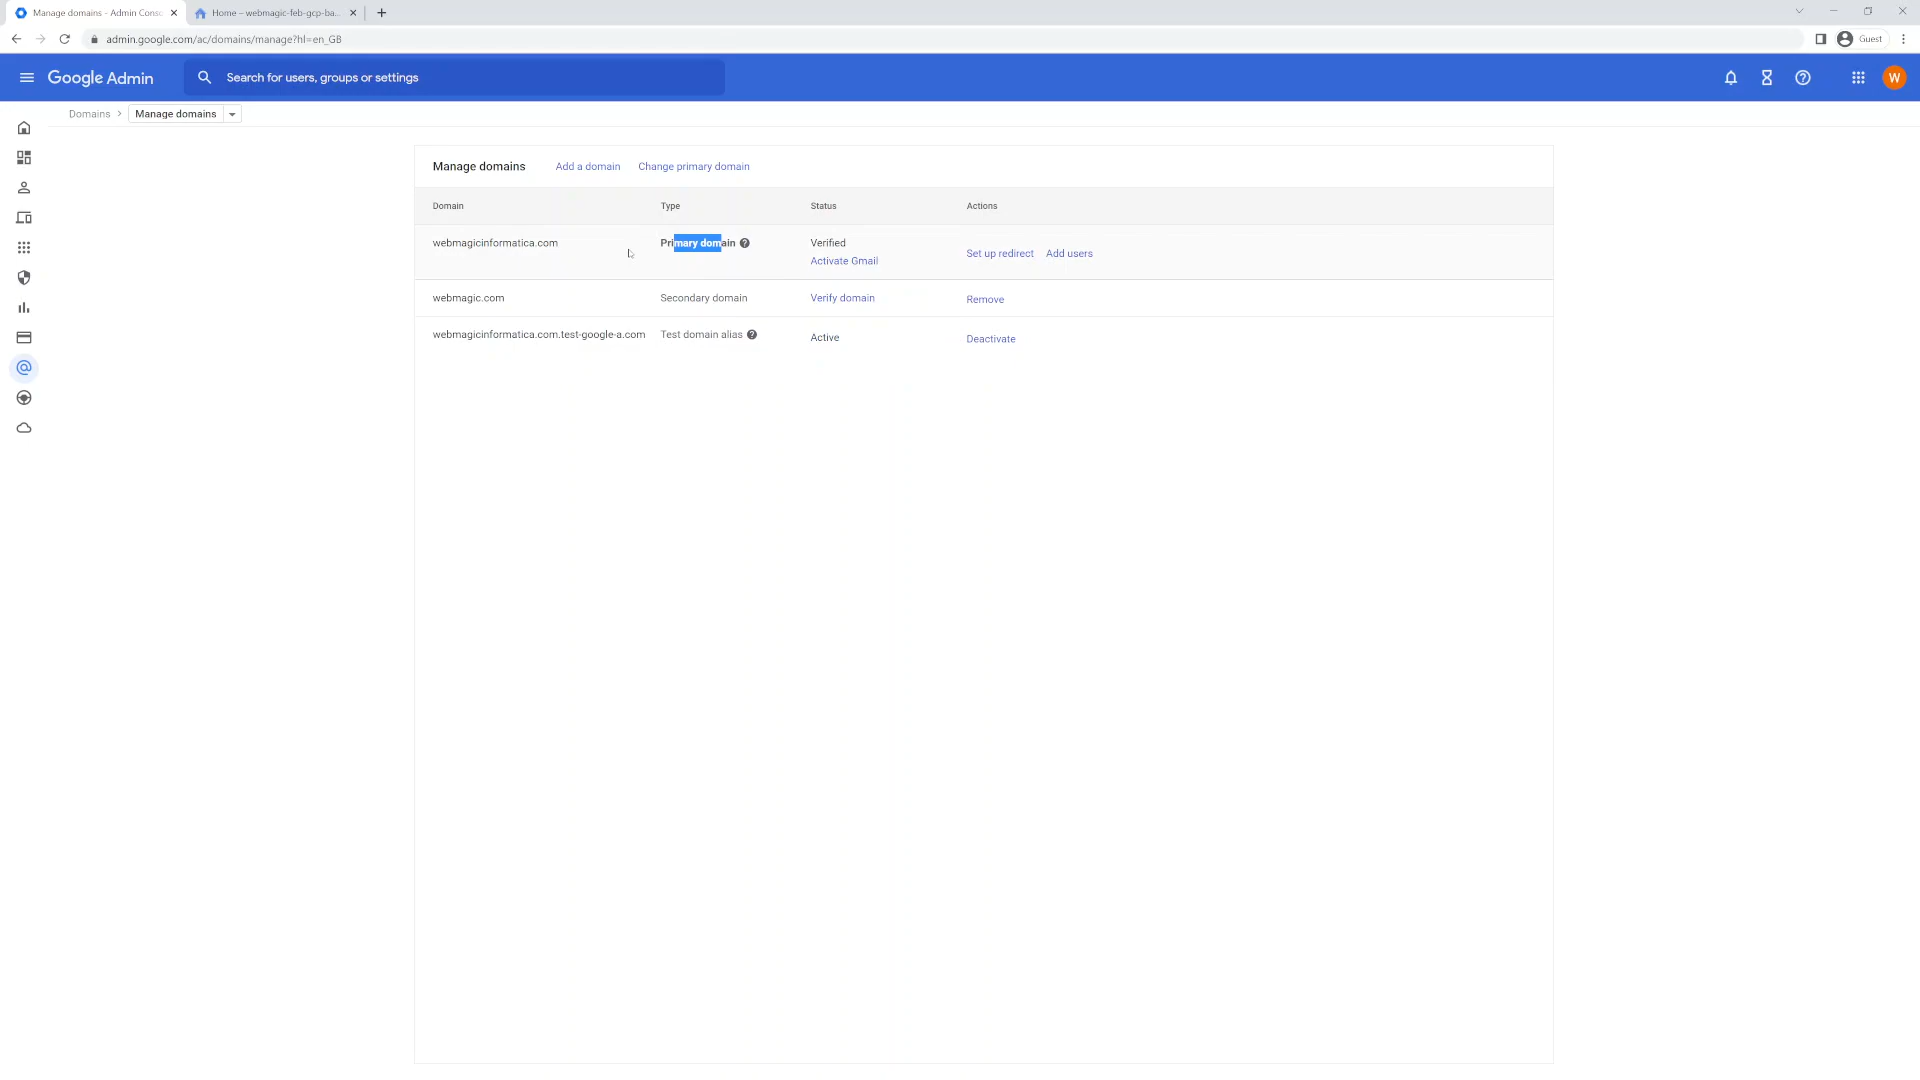 Manage domains - Admin Conso
Home – webmagic-feb-gcp-ba...
admin.google.com/ac/domains/manage?hl=en_GB
Guest
Google Admin
Search for users, groups or settings
W
Domains
Manage domains
Manage domains
Add a domain
Change primary domain
Domain
Type
Status
Actions
webmagicinformatica.com
Primary domain
Verified
Activate Gmail
Set up redirect
Add users
webmagic.com
Secondary domain
Verify domain
Remove
webmagicinformatica.com.test-google-a.com
Test domain alias
Active
Deactivate